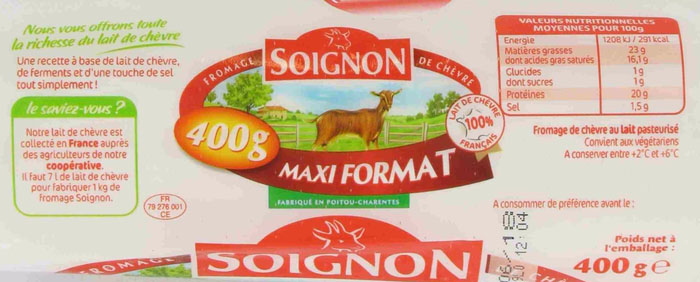 Nous vous offrons toute
la richesse du lait de chèvre
Une recette à base de lait de chèvre,
de ferments et d'une touche de sel
tout simplement !
le saviez-vous ?
Notre lait de chèvre est
collecté en France auprès
des agriculteurs de notre
coopérative.
Il faut 7 l de lait de chèvre
pour fabriquer 1 kg de
fromage Soignon.
FR
79 276 001
CE
FROMAGE SOIGNON DE CHÈVRE
400g
MAXI FORMAT
LAIT DE CHÈVRE
100%
FRANÇAIS
FABRIQUÉ EN POITOU-CHARENTES
SOIGNON
VALEURS NUTRITIONNELLES
MOYENNES POUR 100g
Energie 1208 kJ / 291 kcal
Matières grasses 23 g
dont acides gras saturés 16,1 g
Glucides 1 g
dont sucres 1 g
Protéines 20 g
Sel 1,5 g
Fromage de chèvre au lait pasteurisé
Convient aux végétariens
A conserver entre +2°C et +6°C
A consommer de préférence avant le :
12:04
Poids net à
l'emballage :
400 g e